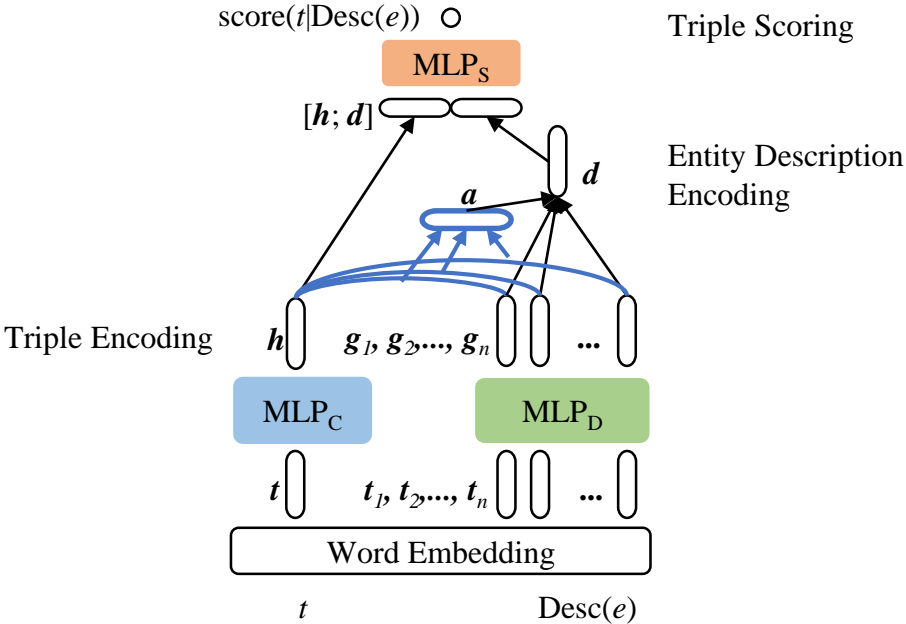 score(t|Desc(e))
Triple Scoring
MLP_S
[h; d]
Entity Description
Encoding
d
a
Triple Encoding
h
g_1, g_2,..., g_n
...
MLP_C
MLP_D
t
t_1, t_2,..., t_n
...
Word Embedding
t
Desc(e)